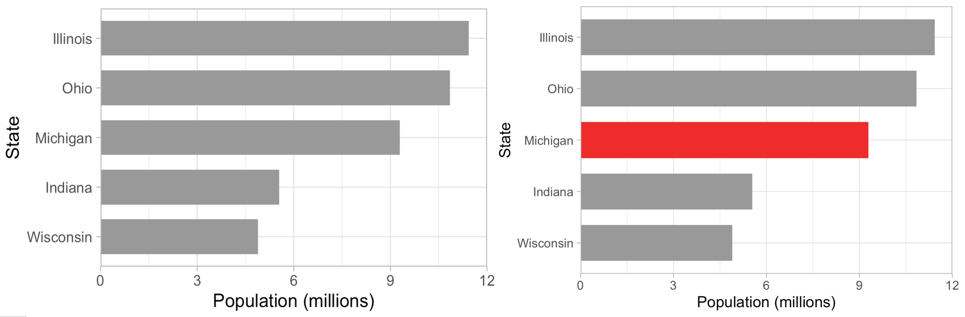 Illinois
Ohio
Michigan
Indiana
Wisconsin
State
0 3 6 9 12
Population (millions)
Illinois
Ohio
Michigan
Indiana
Wisconsin
State
0 3 6 9 12
Population (millions)